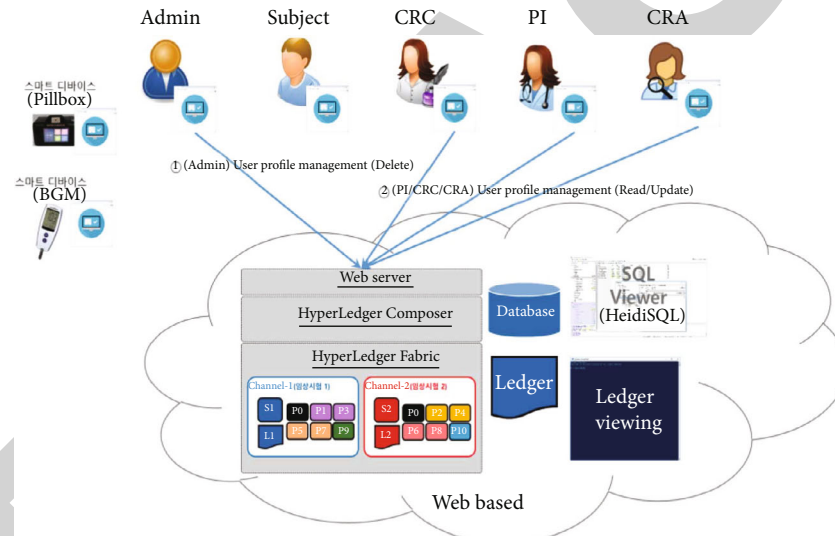 Admin
Subject
CRC
PI
CRA
스마트 디바이스
(Pillbox)
스마트 디바이스
(BGM)
① (Admin) User profile management (Delete)
② (PI/CRC/CRA) User profile management (Read/Update)
Web server
HyperLedger Composer
HyperLedger Fabric
Channel-1(임상시험 1)
S1
P0
P1
P3
L1
P5
P7
P9
Channel-2(임상시험 2)
S2
P0
P2
P4
L2
P6
P8
P10
Database
SQL
Viewer
(HeidiSQL)
Ledger
Ledger
viewing
Web based